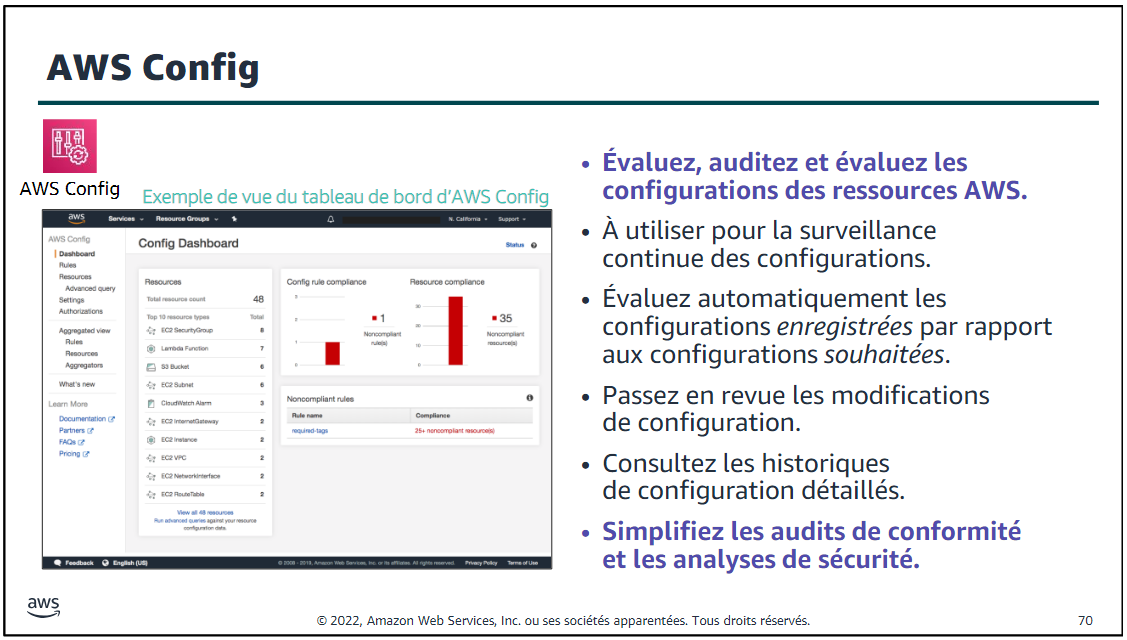 AWS Config
AWS Config
Exemple de vue du tableau de bord d'AWS Config
aws
Services
Resource Groups
N. California
Support
AWS Config
Dashboard
Rules
Resources
Advanced query
Settings
Authorizations
Aggregated view
Rules
Resources
Aggregators
What's new
Learn More
Documentation
Partners
FAQs
Pricing
Config Dashboard
Status
Resources
Total resource count 48
Top 10 resource types Total
EC2 SecurityGroup 8
Lambda Function 7
S3 Bucket 6
EC2 Subnet 6
CloudWatch Alarm 3
EC2 InternetGateway 2
EC2 Instance 2
EC2 VPC 2
EC2 NetworkInterface 2
EC2 RouteTable 2
View all 48 resources
Run advanced queries against your resource
configuration data
Config rule compliance
3
2
1
0
1
Noncompliant
rule(s)
Resource compliance
30
20
10
0
35
Noncompliant
resource(s)
Noncompliant rules
Rule name Compliance
required-tags 25+ noncompliant resource(s)
Feedback
English (US)
© 2008 - 2019, Amazon Web Services, Inc. or its affiliates. All rights reserved.
Privacy Policy
Terms of Use
• Évaluez, auditez et évaluez les
configurations des ressources AWS.
• À utiliser pour la surveillance
continue des configurations.
• Évaluez automatiquement les
configurations enregistrées par rapport
aux configurations souhaitées.
• Passez en revue les modifications
de configuration.
• Consultez les historiques
de configuration détaillés.
• Simplifiez les audits de conformité
et les analyses de sécurité.
aws
© 2022, Amazon Web Services, Inc. ou ses sociétés apparentées. Tous droits réservés.
70